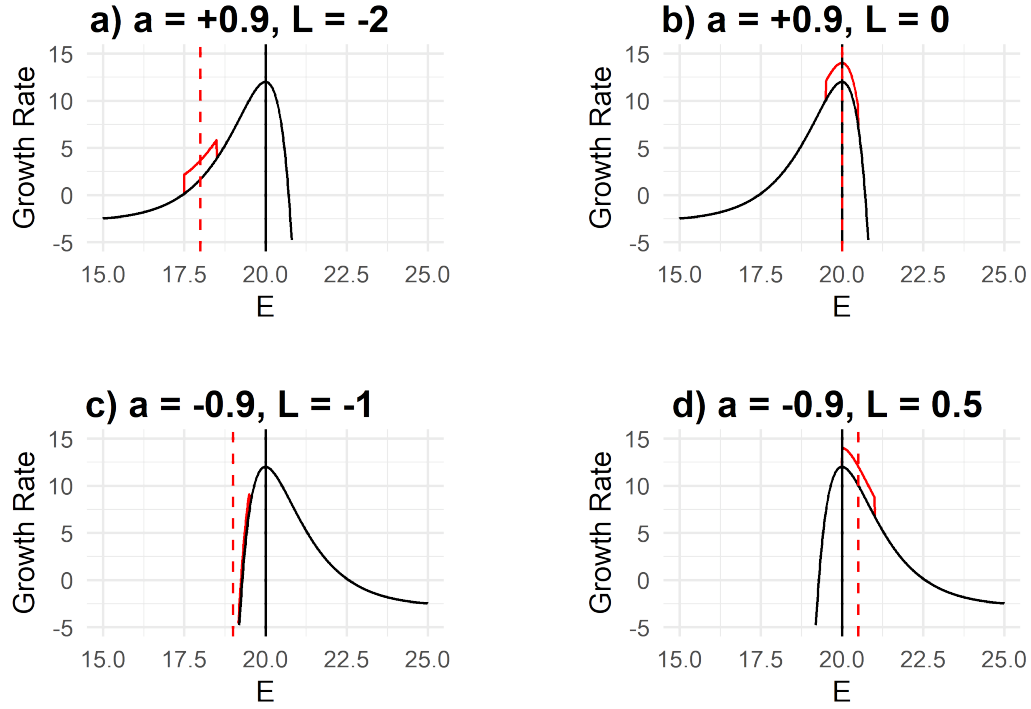 a) a = +0.9, L = -2
Growth Rate
15
10
5
0
-5
15.0 17.5 20.0 22.5 25.0
E
b) a = +0.9, L = 0
Growth Rate
15
10
5
0
-5
15.0 17.5 20.0 22.5 25.0
E
c) a = -0.9, L = -1
Growth Rate
15
10
5
0
-5
15.0 17.5 20.0 22.5 25.0
E
d) a = -0.9, L = 0.5
Growth Rate
15
10
5
0
-5
15.0 17.5 20.0 22.5 25.0
E